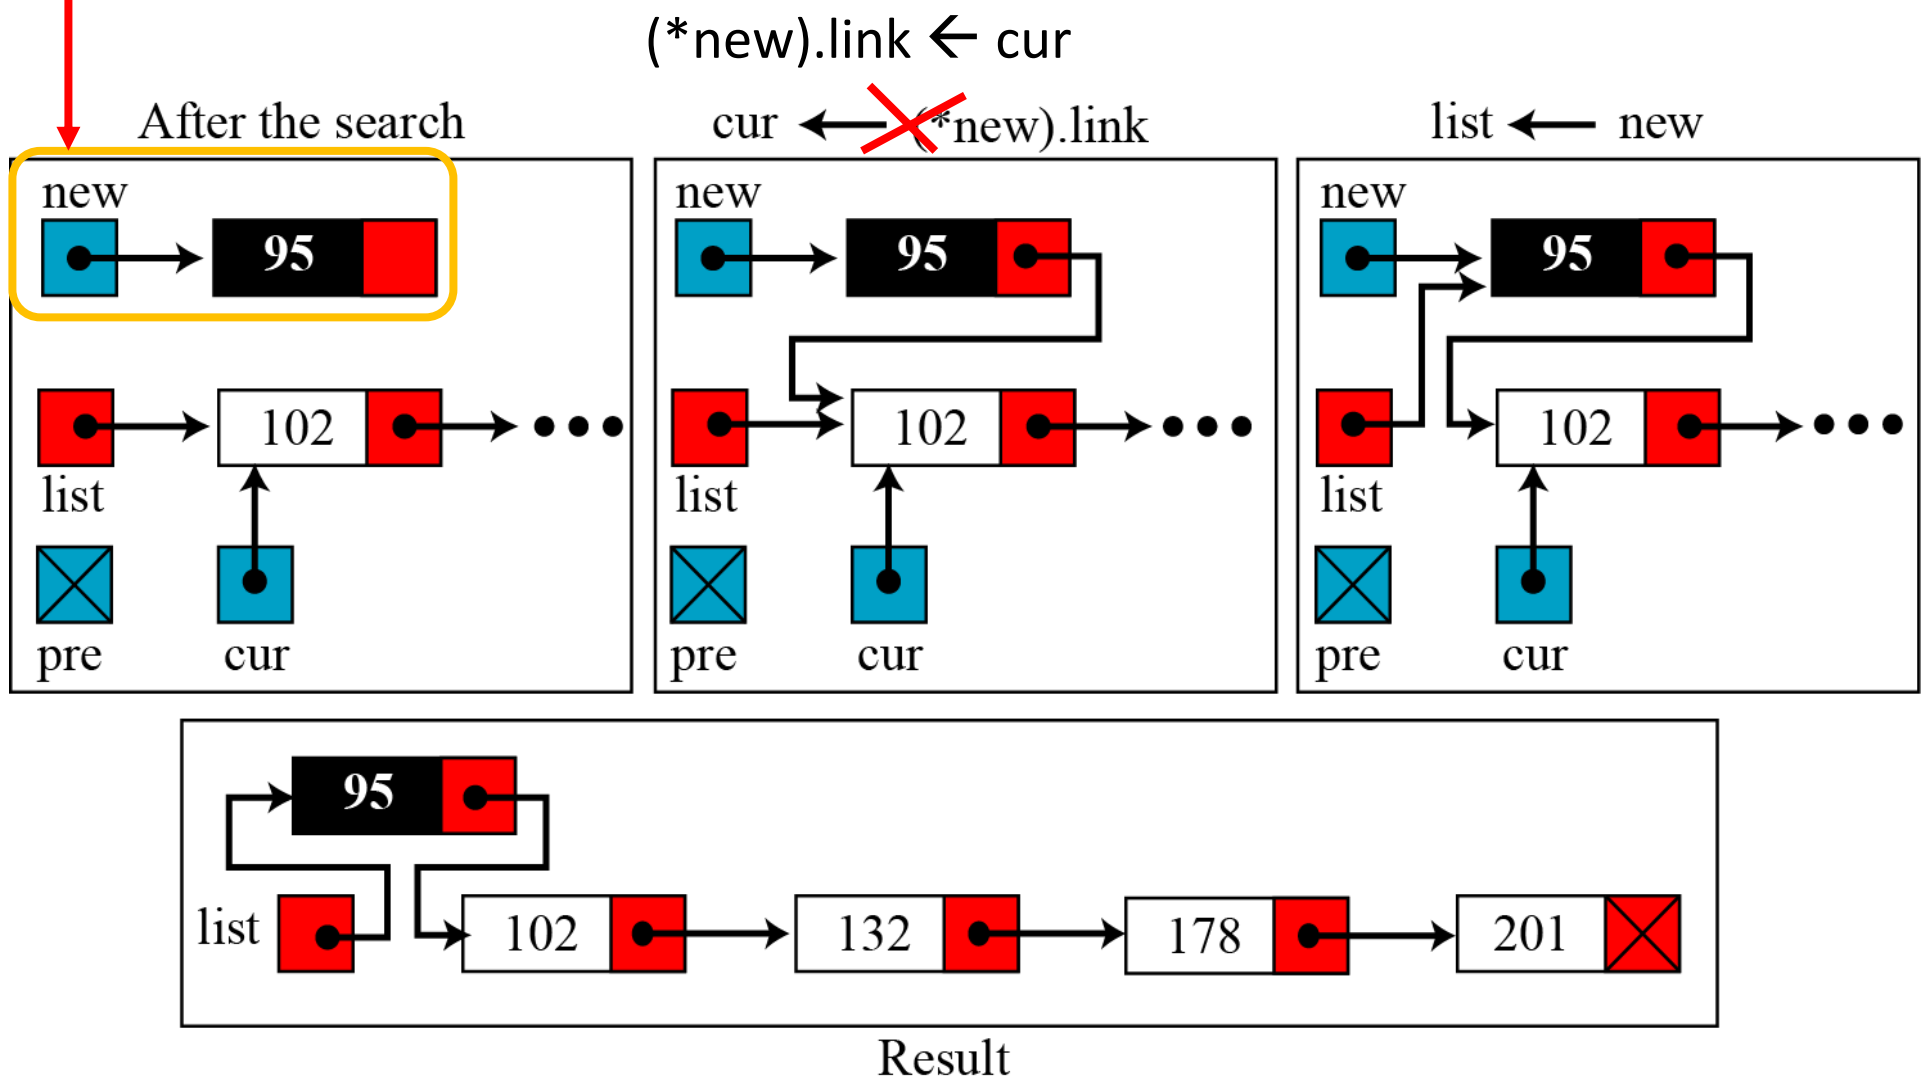 (*new).link ← cur
After the search
cur ← (*new).link
list ← new
new
95
102
list
pre
cur
new
95
102
list
pre
cur
new
95
102
list
pre
cur
95
list
102
132
178
201
Result